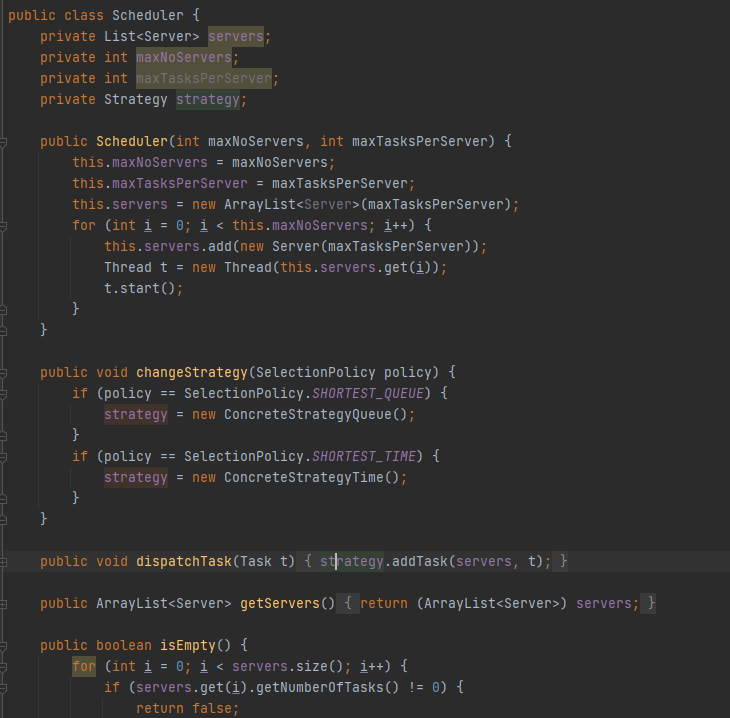 public class Scheduler {
    private List<Server> servers;
    private int maxNoServers;
    private int maxTasksPerServer;
    private Strategy strategy;

    public Scheduler(int maxNoServers, int maxTasksPerServer) {
        this.maxNoServers = maxNoServers;
        this.maxTasksPerServer = maxTasksPerServer;
        this.servers = new ArrayList<Server>(maxTasksPerServer);
        for (int i = 0; i < this.maxNoServers; i++) {
            this.servers.add(new Server(maxTasksPerServer));
            Thread t = new Thread(this.servers.get(i));
            t.start();
        }
    }

    public void changeStrategy(SelectionPolicy policy) {
        if (policy == SelectionPolicy.SHORTEST_QUEUE) {
            strategy = new ConcreteStrategyQueue();
        }
        if (policy == SelectionPolicy.SHORTEST_TIME) {
            strategy = new ConcreteStrategyTime();
        }
    }

    public void dispatchTask(Task t) { strategy.addTask(servers, t); }

    public ArrayList<Server> getServers() { return (ArrayList<Server>) servers; }

    public boolean isEmpty() {
        for (int i = 0; i < servers.size(); i++) {
            if (servers.get(i).getNumberOfTasks() != 0) {
                return false;